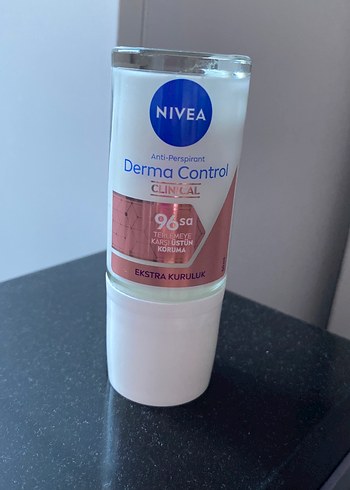 NIVEA
Anti-Perspirant
Derma Control
CLINICAL
96sa
TERLEMEYE
KARŞI ÜSTÜN
KORUMA
EKSTRA KURULUK